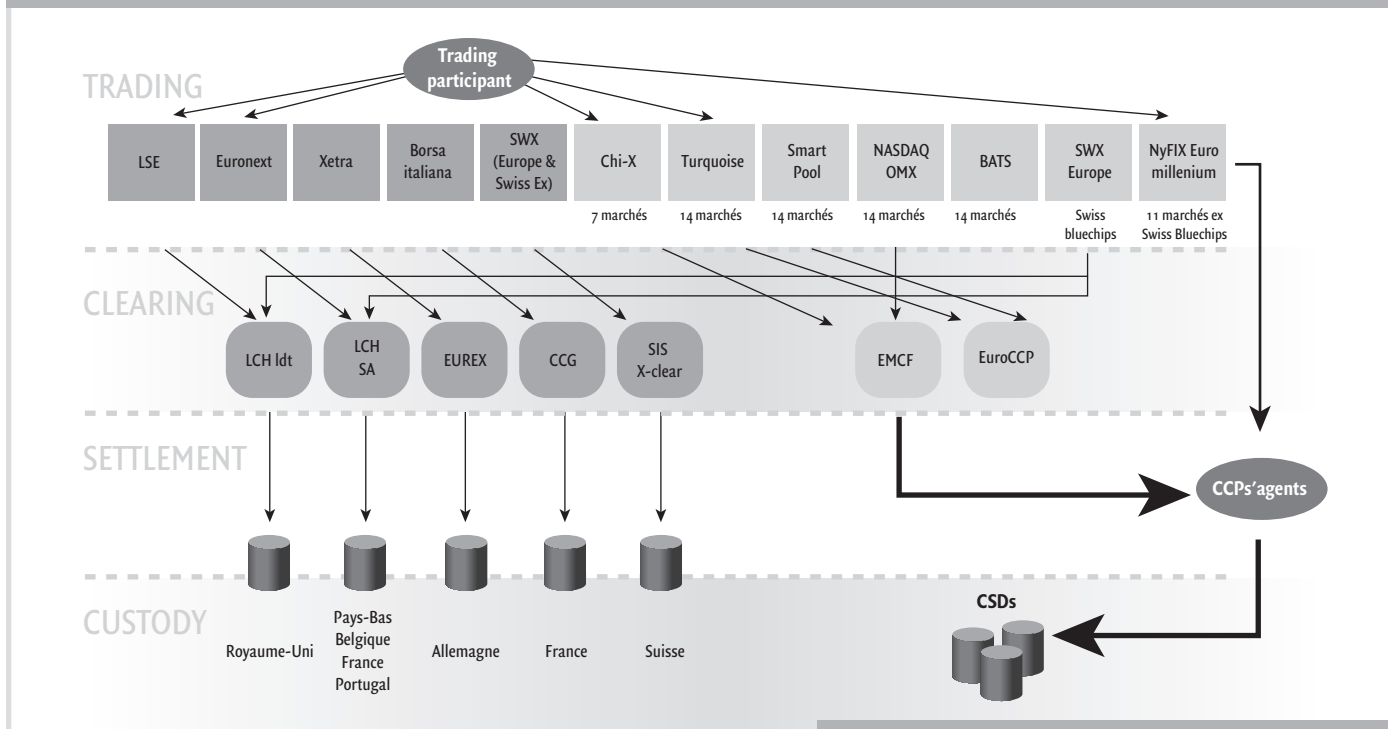 TRADING
Trading
participant
LSE
Euronext
Xetra
Borsa
italiana
SWX
(Europe &
Swiss Ex)
Chi-X
Turquoise
Smart
Pool
NASDAQ
OMX
BATS
SWX
Europe
NyFIX Euro
millenium
7 marchés
14 marchés
14 marchés
14 marchés
14 marchés
Swiss
bluechips
11 marchés ex
Swiss Bluechips
CLEARING
LCH ldt
LCH
SA
EUREX
CCG
SIS
X-clear
EMCF
EuroCCP
SETTLEMENT
CCPs'agents
CUSTODY
Royaume-Uni
Pays-Bas
Belgique
France
Portugal
Allemagne
France
Suisse
CSDs